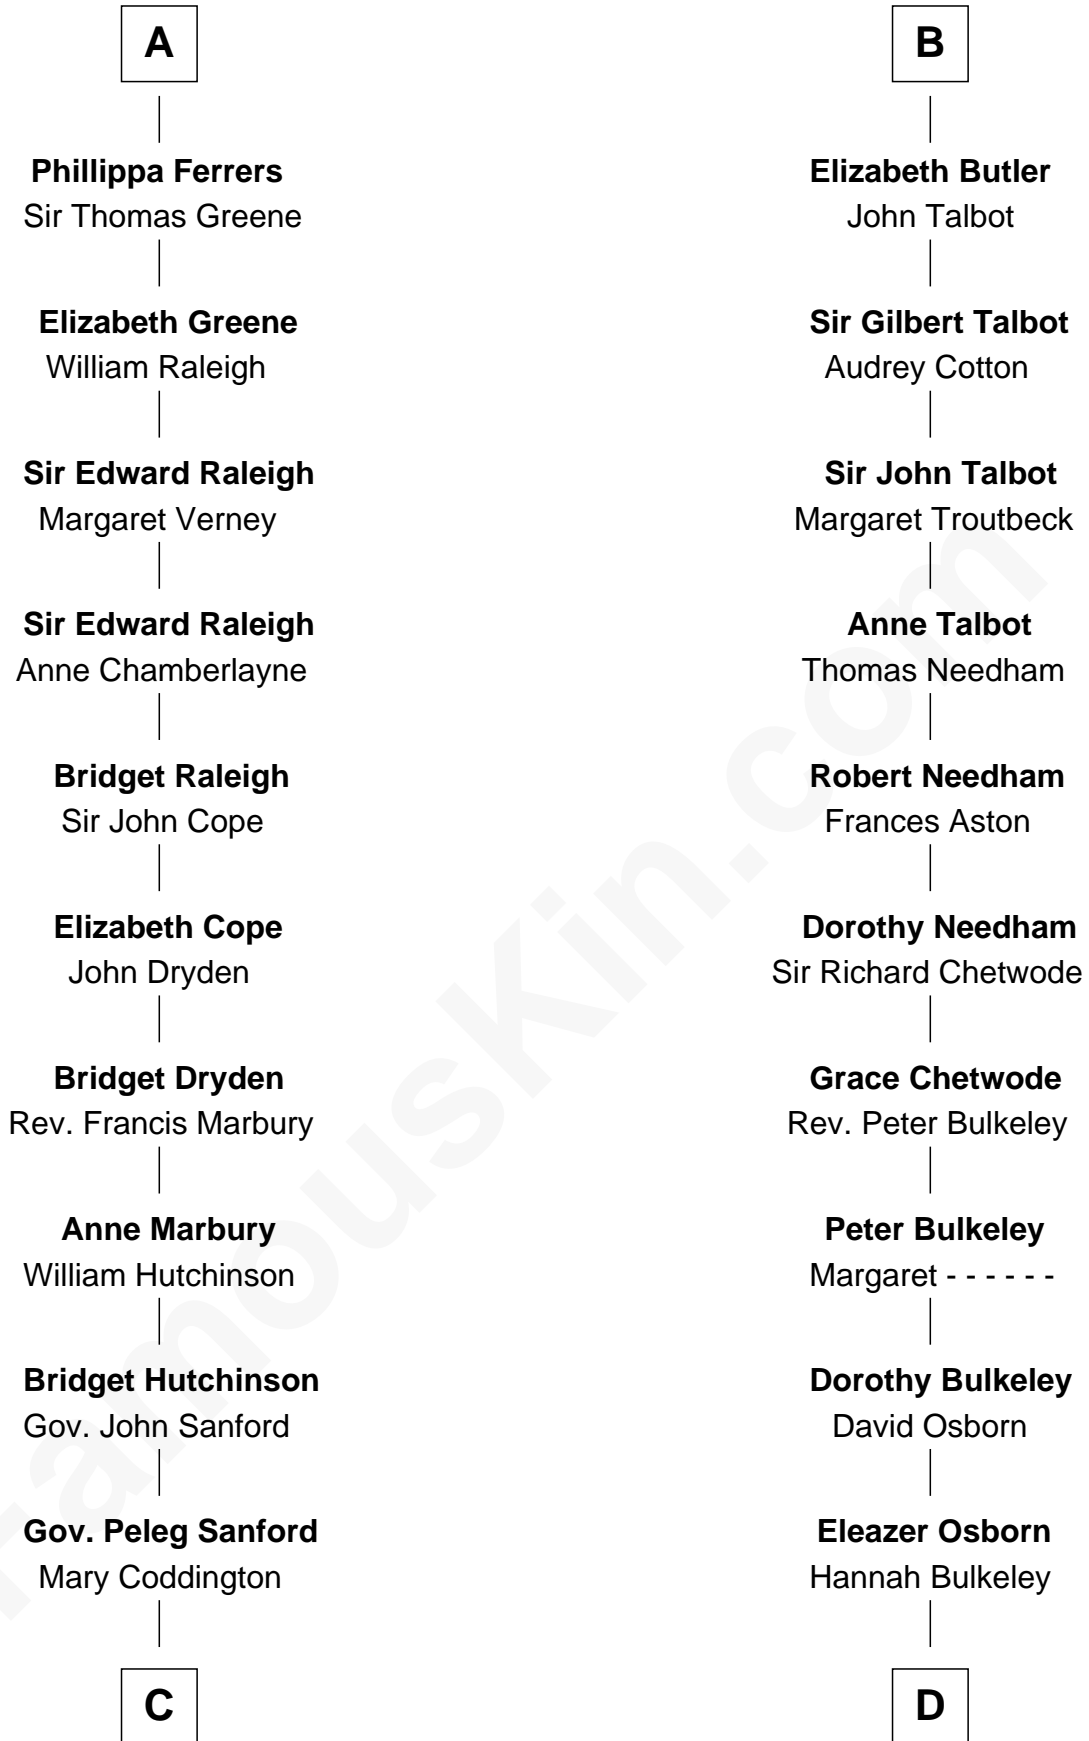 A
Phillippa Ferrers
Sir Thomas Greene
Elizabeth Greene
William Raleigh
Sir Edward Raleigh
Margaret Verney
Sir Edward Raleigh
Anne Chamberlayne
Bridget Raleigh
Sir John Cope
Elizabeth Cope
John Dryden
Bridget Dryden
Rev. Francis Marbury
Anne Marbury
William Hutchinson
Bridget Hutchinson
Gov. John Sanford
Gov. Peleg Sanford
Mary Coddington
C
B
Elizabeth Butler
John Talbot
Sir Gilbert Talbot
Audrey Cotton
Sir John Talbot
Margaret Troutbeck
Anne Talbot
Thomas Needham
Robert Needham
Frances Aston
Dorothy Needham
Sir Richard Chetwode
Grace Chetwode
Rev. Peter Bulkeley
Peter Bulkeley
Margaret - - - - - -
Dorothy Bulkeley
David Osborn
Eleazer Osborn
Hannah Bulkeley
D
FamousKin.com